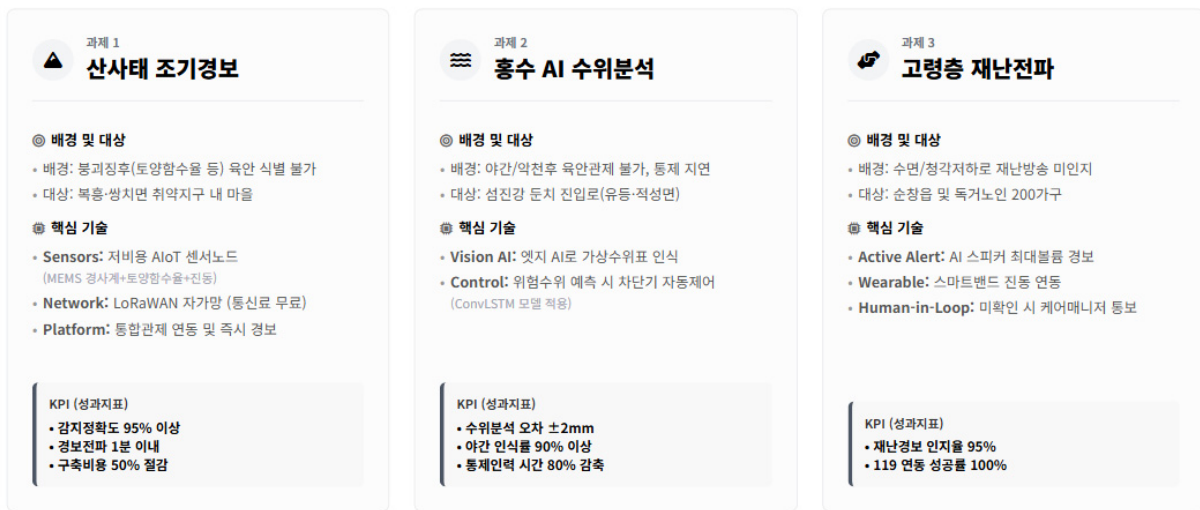 과제 1
산사태 조기경보
배경 및 대상
• 배경: 붕괴징후(토양함수율 등) 육안 식별 불가
• 대상: 복흥·쌍치면 취약지구 내 마을
핵심 기술
• Sensors: 저비용 AIoT 센서노드
(MEMS 경사계+토양함수율+진동)
• Network: LoRaWAN 자가망 (통신료 무료)
• Platform: 통합관제 연동 및 즉시 경보
KPI (성과지표)
• 감지정확도 95% 이상
• 경보전파 1분 이내
• 구축비용 50% 절감
과제 2
홍수 AI 수위분석
배경 및 대상
• 배경: 야간/악천후 육안관제 불가, 통제 지연
• 대상: 섬진강 둔치 진입로(유등·적성면)
핵심 기술
• Vision AI: 엣지 AI로 가상수위표 인식
• Control: 위험수위 예측 시 차단기 자동제어
(ConvLSTM 모델 적용)
KPI (성과지표)
• 수위분석 오차 ±2mm
• 야간 인식률 90% 이상
• 통제인력 시간 80% 감축
과제 3
고령층 재난전파
배경 및 대상
• 배경: 수면/청각저하로 재난방송 미인지
• 대상: 순창읍 및 독거노인 200가구
핵심 기술
• Active Alert: AI 스피커 최대볼륨 경보
• Wearable: 스마트밴드 진동 연동
• Human-in-Loop: 미확인 시 케어매니저 통보
KPI (성과지표)
• 재난경보 인지율 95%
• 119 연동 성공률 100%